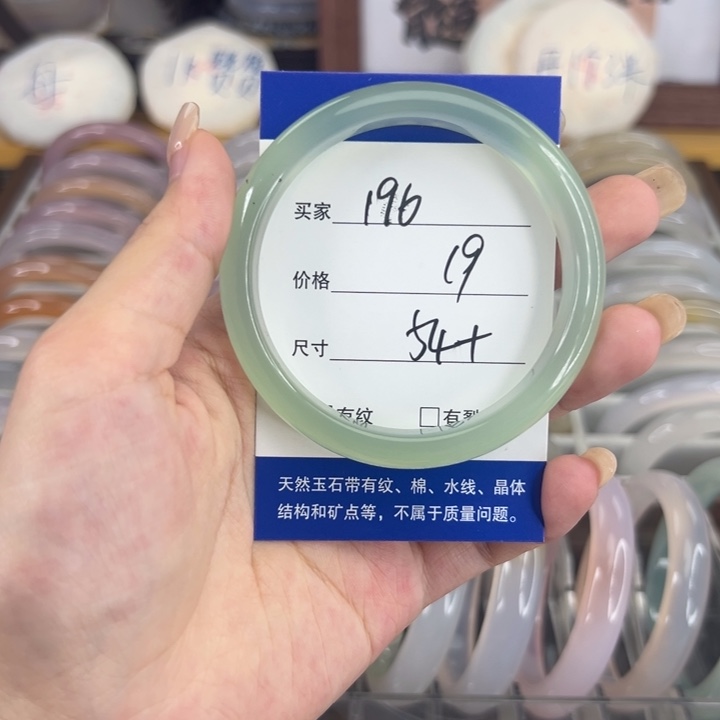 买家 196
价格 19
尺寸 54+
有纹 □有裂
天然玉石带有纹、棉、水线、晶体
结构和矿点等，不属于质量问题。